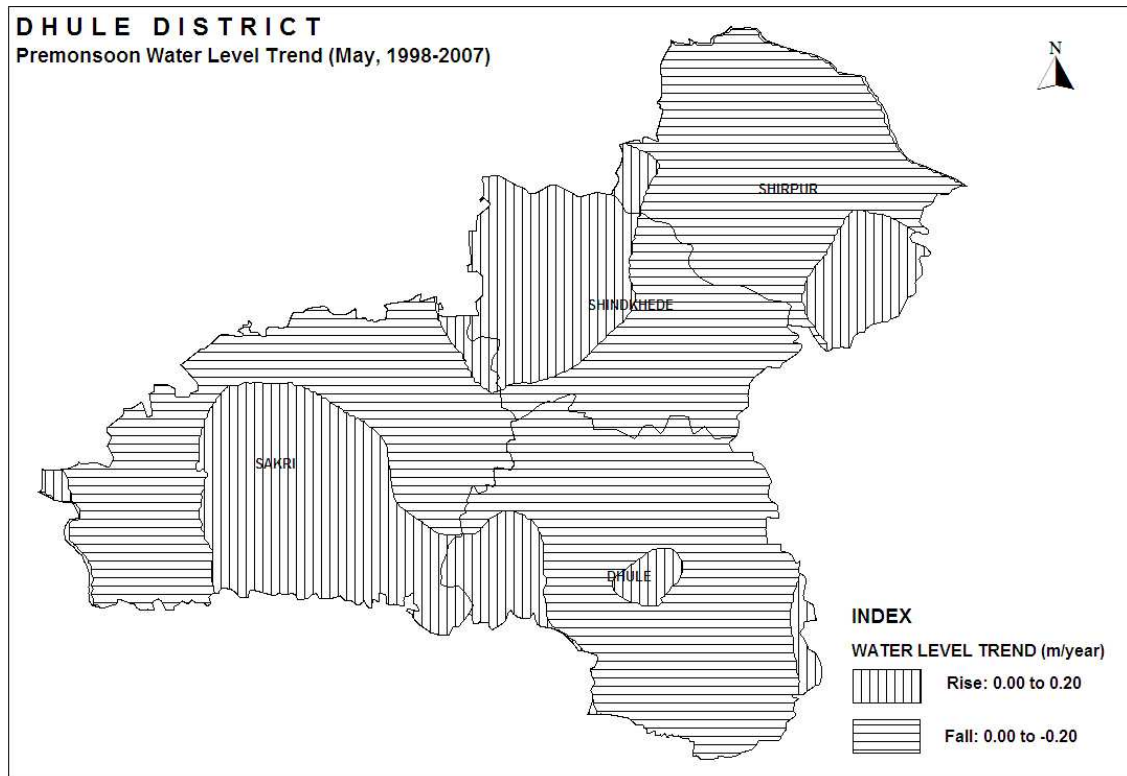 DHULE DISTRICT
Premonsoon Water Level Trend (May, 1998-2007)
N
SHIRPUR
SHINDKHEDE
SAKRI
DHULE
INDEX
WATER LEVEL TREND (m/year)
Rise: 0.00 to 0.20
Fall: 0.00 to -0.20